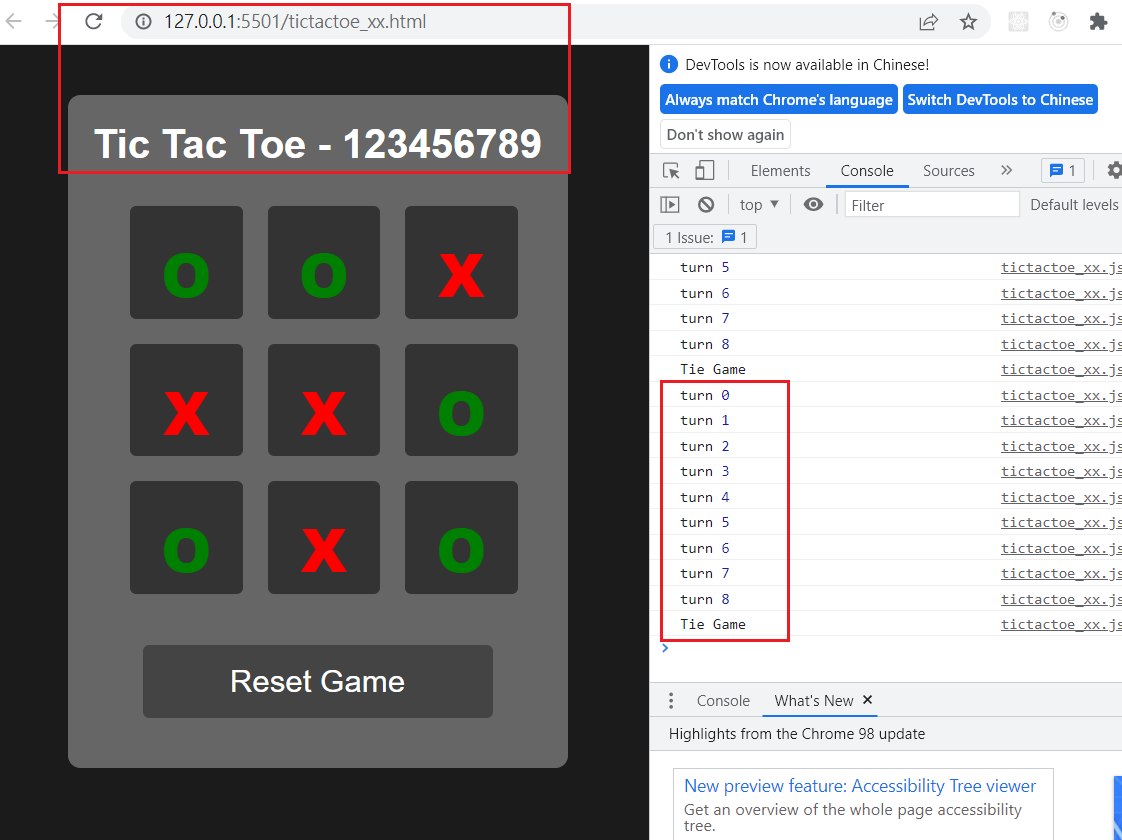 127.0.0.1:5501/tictactoe_xx.html
Tic Tac Toe - 123456789
o o x
x x o
o x o
Reset Game
DevTools is now available in Chinese!
Always match Chrome's language Switch DevTools to Chinese
Don't show again
Elements Console Sources 1
top Filter Default levels
1 Issue: 1
turn 5 tictactoe_xx.js
turn 6 tictactoe_xx.js
turn 7 tictactoe_xx.js
turn 8 tictactoe_xx.js
Tie Game tictactoe_xx.js
turn 0 tictactoe_xx.js
turn 1 tictactoe_xx.js
turn 2 tictactoe_xx.js
turn 3 tictactoe_xx.js
turn 4 tictactoe_xx.js
turn 5 tictactoe_xx.js
turn 6 tictactoe_xx.js
turn 7 tictactoe_xx.js
turn 8 tictactoe_xx.js
Tie Game tictactoe_xx.js
Console What's New
Highlights from the Chrome 98 update
New preview feature: Accessibility Tree viewer
Get an overview of the whole page accessibility
tree.